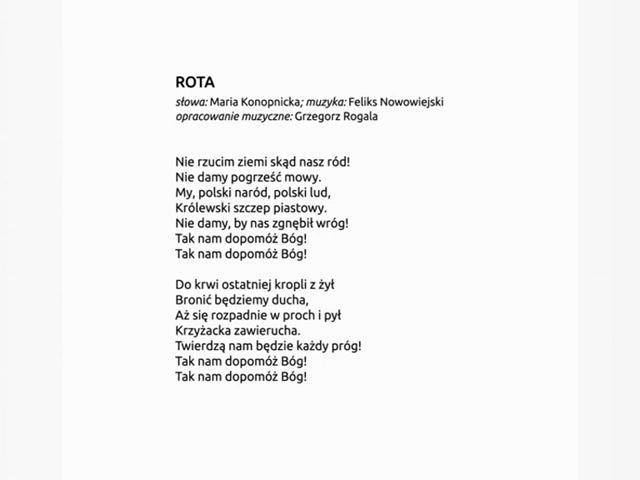 ROTA
słowa: Maria Konopnicka; muzyka: Feliks Nowowiejski
opracowanie muzyczne: Grzegorz Rogala
Nie rzucim ziemi skąd nasz ród!
Nie damy pogrześć mowy.
My, polski naród, polski lud,
Królewski szczep piastowy.
Nie damy, by nas zgnębił wróg!
Tak nam dopomóż Bóg!
Tak nam dopomóż Bóg!
Do krwi ostatniej kropli z żył
Bronić będziemy ducha,
Aż się rozpadnie w proch i pył
Krzyżacka zawierucha.
Twierdzą nam będzie każdy próg!
Tak nam dopomóż Bóg!
Tak nam dopomóż Bóg!